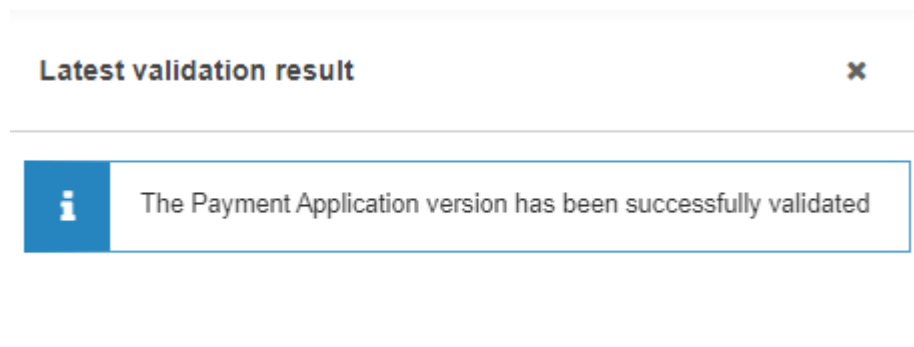 Latest validation result
The Payment Application version has been successfully validated